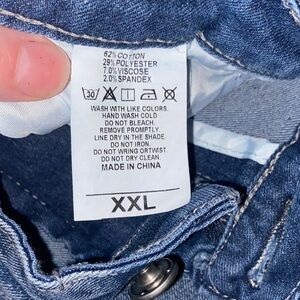 62%COTTON
29%POLYESTER
7.0%VISCOSE
2.0%SPANDEX
30
WASH WITH LIKE COLORS.
HAND WASH COLD
DO NOT BLEACH.
REMOVE PROMPTLY.
LINE DRY IN THE SHADE.
DO NOT IRON.
DO NOT WRING ORTWIST.
DO NOT DRY CLEAN.
MADE IN CHINA
XXL